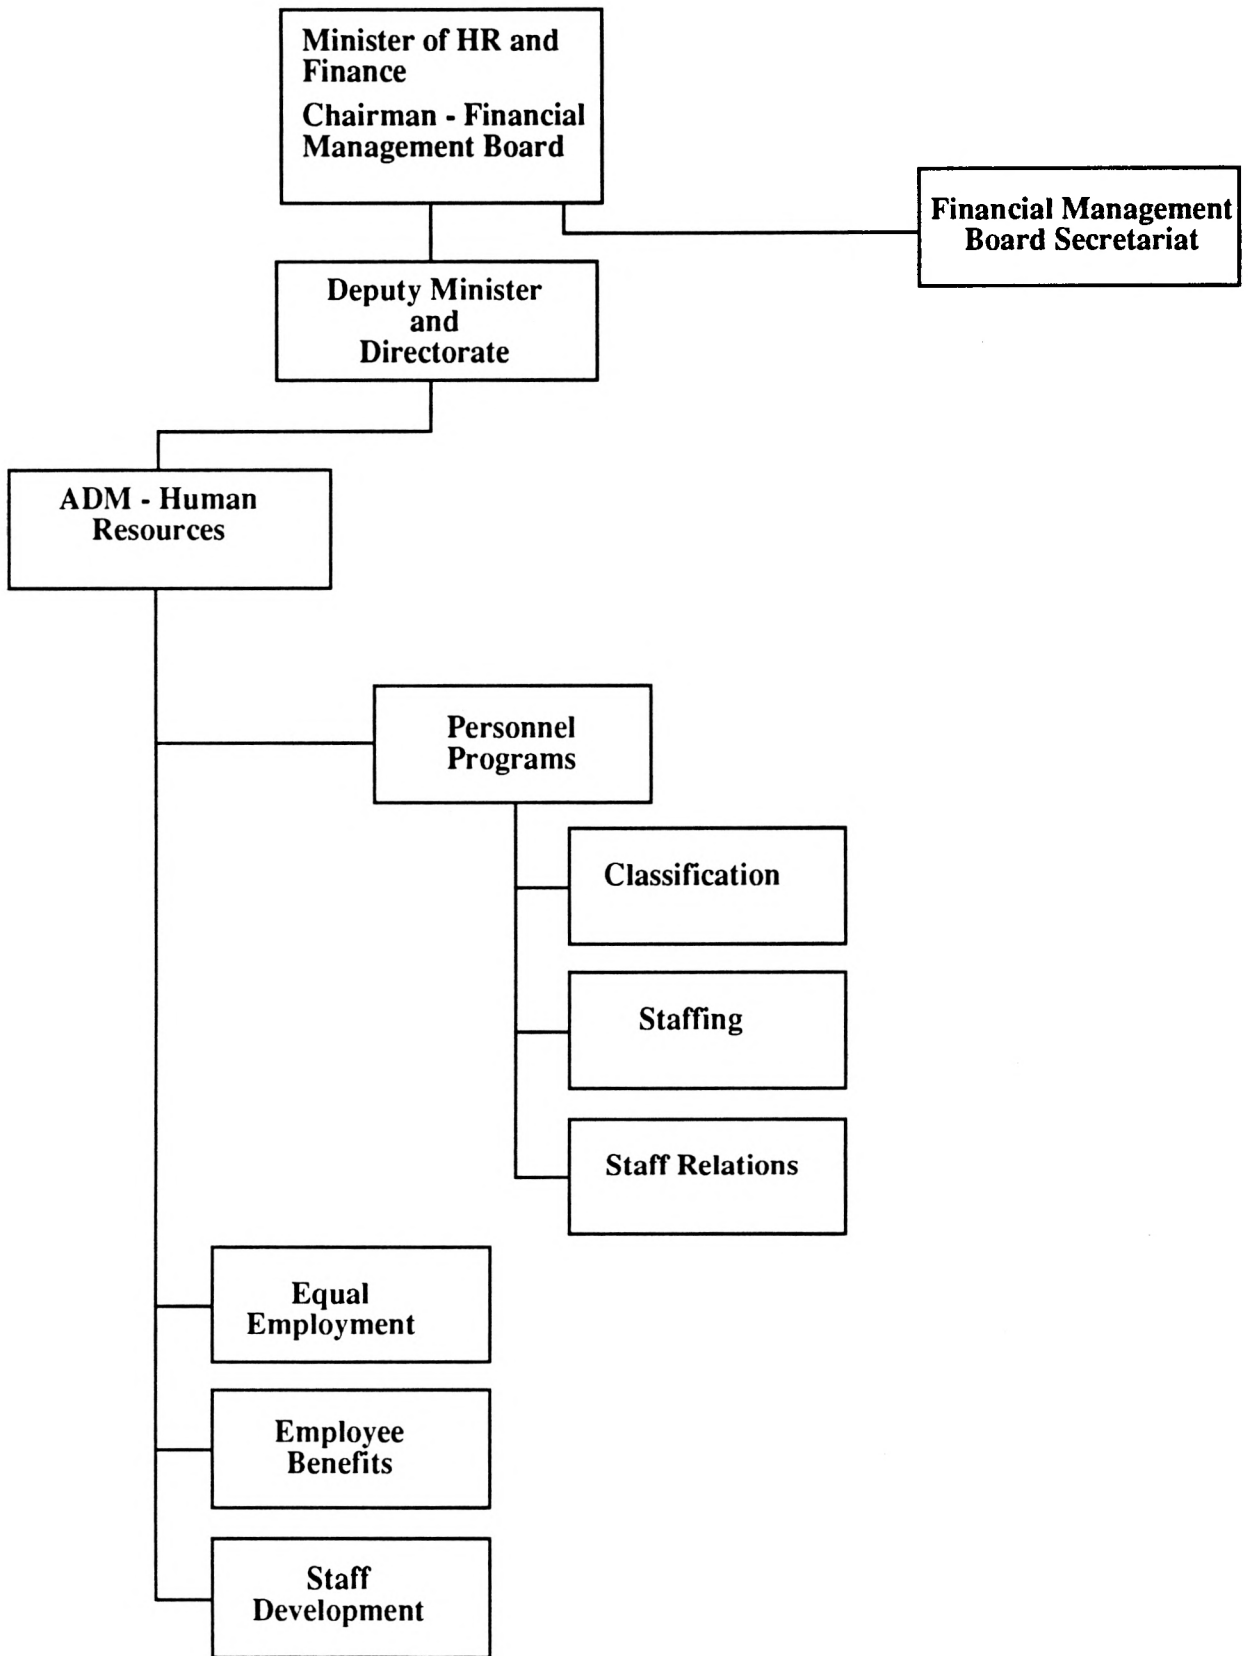 Minister of HR and
Finance
Chairman - Financial
Management Board
Financial Management
Board Secretariat
Deputy Minister
and
Directorate
ADM - Human
Resources
Personnel
Programs
Classification
Staffing
Staff Relations
Equal
Employment
Employee
Benefits
Staff
Development